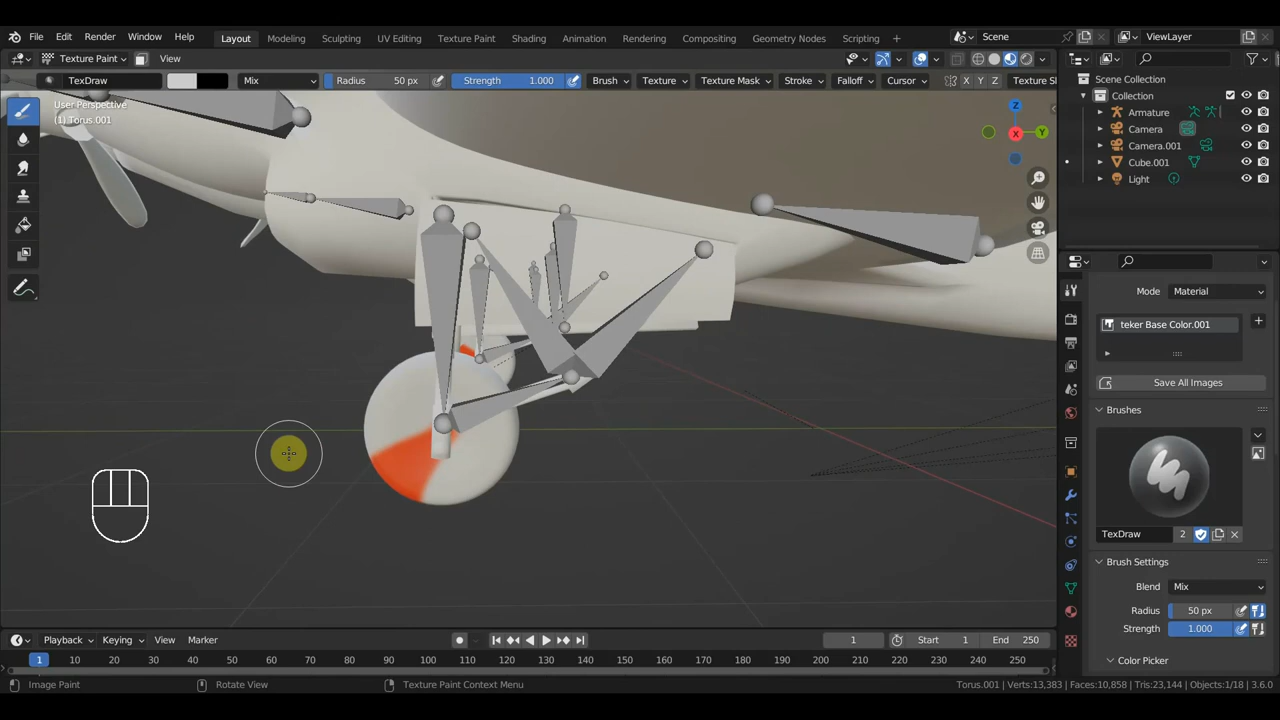 File Edit Render Window Help Layout Modeling Sculpting UV Editing Texture Paint Shading Animation Rendering Compositing Geometry Nodes Scripting + Scene ViewLayer
Texture Paint View
TexDraw Mix Radius 50 px Strength 1.000 Brush Texture Texture Mask Stroke Falloff Cursor X Y Z Texture Sl
User Perspective
(1) Torus.001
Z
Y
X
Scene Collection
Collection
Armature
Camera
Camera.001
Cube.001
Light
Mode Material
teker Base Color.001
Save All Images
Brushes
TexDraw 2
Brush Settings
Blend Mix
Radius 50 px
Strength 1.000
Color Picker
Playback Keying View Marker 1 Start 1 End 250
1 10 20 30 40 50 60 70 80 90 100 110 120 130 140 150 160 170 180 190 200 210 220 230 240 250
Image Paint Rotate View Texture Paint Context Menu Torus.001 | Verts:13,383 | Faces:10,858 | Tris:23,144 | Objects:1/18 | 3.6.0